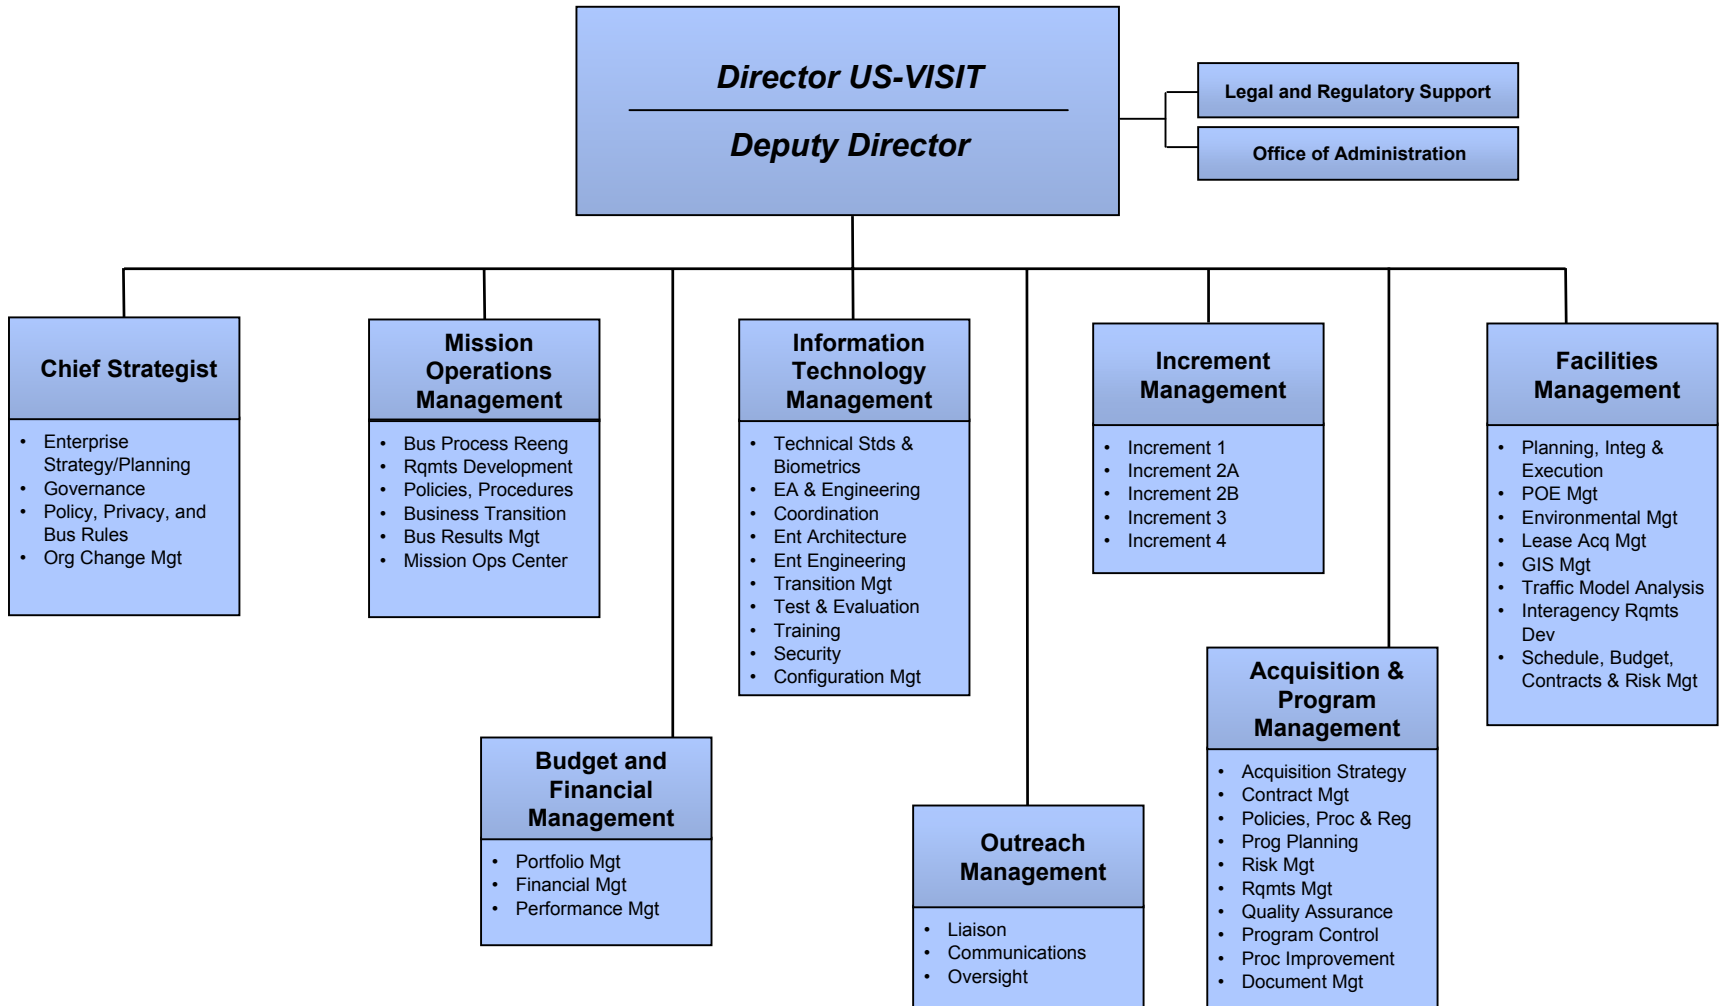 Director US-VISIT
Deputy Director
Legal and Regulatory Support
Office of Administration
Chief Strategist
• Enterprise
Strategy/Planning
• Governance
• Policy, Privacy, and
Bus Rules
• Org Change Mgt
Mission
Operations
Management
• Bus Process Reeng
• Rqmts Development
• Policies, Procedures
• Business Transition
• Bus Results Mgt
• Mission Ops Center
Budget and
Financial
Management
• Portfolio Mgt
• Financial Mgt
• Performance Mgt
Information
Technology
Management
• Technical Stds &
Biometrics
• EA & Engineering
• Coordination
• Ent Architecture
• Ent Engineering
• Transition Mgt
• Test & Evaluation
• Training
• Security
• Configuration Mgt
Outreach
Management
• Liaison
• Communications
• Oversight
Increment
Management
• Increment 1
• Increment 2A
• Increment 2B
• Increment 3
• Increment 4
Acquisition &
Program
Management
• Acquisition Strategy
• Contract Mgt
• Policies, Proc & Reg
• Prog Planning
• Risk Mgt
• Rqmts Mgt
• Quality Assurance
• Program Control
• Proc Improvement
• Document Mgt
Facilities
Management
• Planning, Integ &
Execution
• POE Mgt
• Environmental Mgt
• Lease Acq Mgt
• GIS Mgt
• Traffic Model Analysis
• Interagency Rqmts
Dev
• Schedule, Budget,
Contracts & Risk Mgt